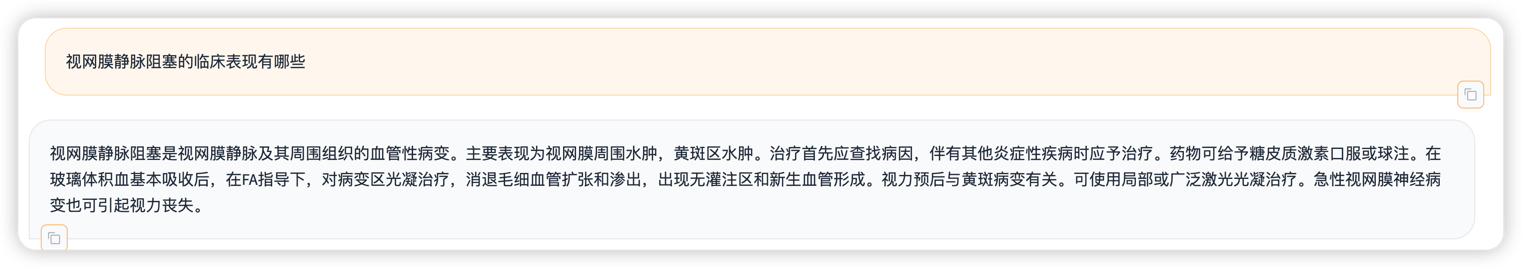 视网膜静脉阻塞的临床表现有哪些
视网膜静脉阻塞是视网膜静脉及其周围组织的血管性病变。主要表现为视网膜周围水肿，黄斑区水肿。治疗首先应查找病因，伴有其他炎症性疾病时应予治疗。药物可给予糖皮质激素口服或球注。在
玻璃体积血基本吸收后，在FA指导下，对病变区光凝治疗，消退毛细血管扩张和渗出，出现无灌注区和新生血管形成。视力预后与黄斑病变有关。可使用局部或广泛激光光凝治疗。急性视网膜神经病
变也可引起视力丧失。